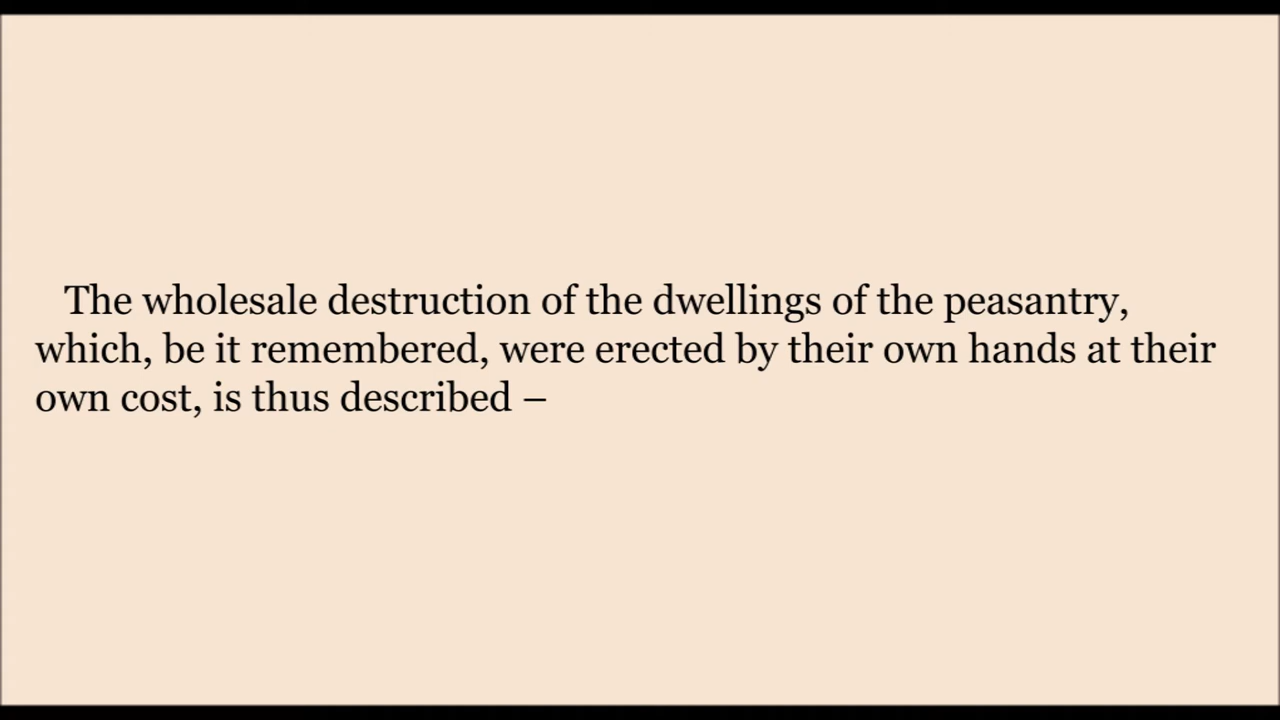 The wholesale destruction of the dwellings of the peasantry,
which, be it remembered, were erected by their own hands at their
own cost, is thus described –